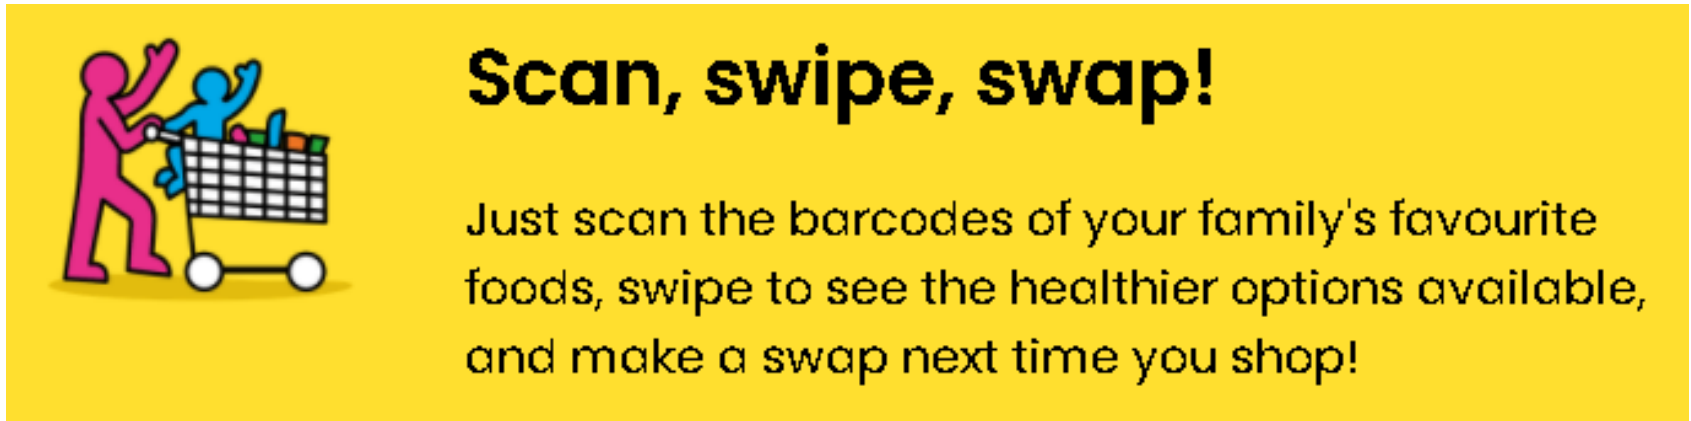 Scan, swipe, swap!
Just scan the barcodes of your family's favourite
foods, swipe to see the healthier options available,
and make a swap next time you shop!